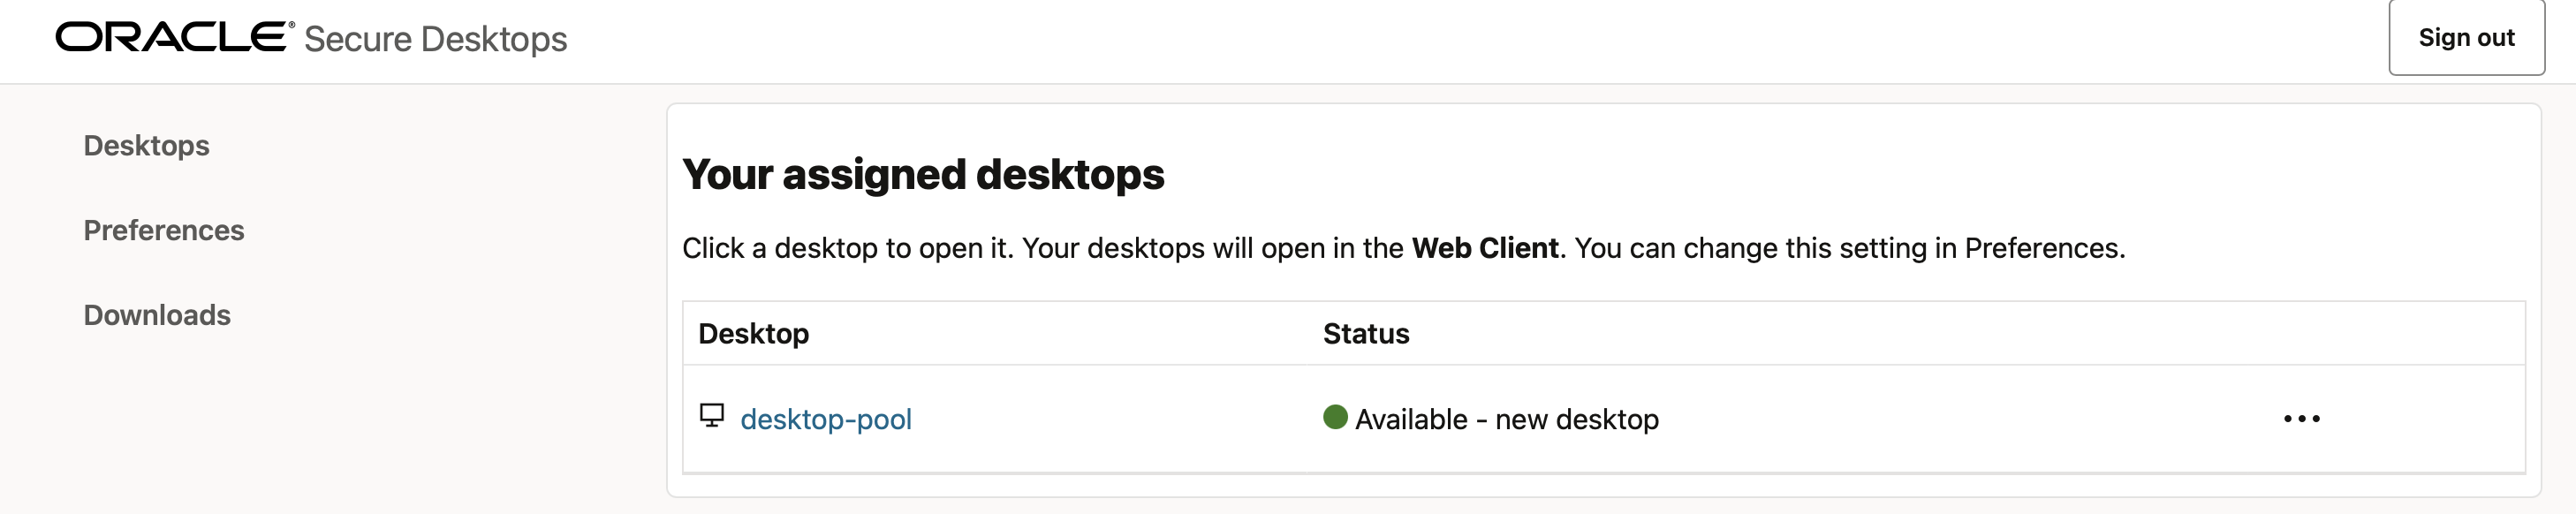 ORACLE® Secure Desktops
Sign out
Desktops
Preferences
Downloads
Your assigned desktops
Click a desktop to open it. Your desktops will open in the Web Client. You can change this setting in Preferences.
Desktop Status
desktop-pool Available - new desktop